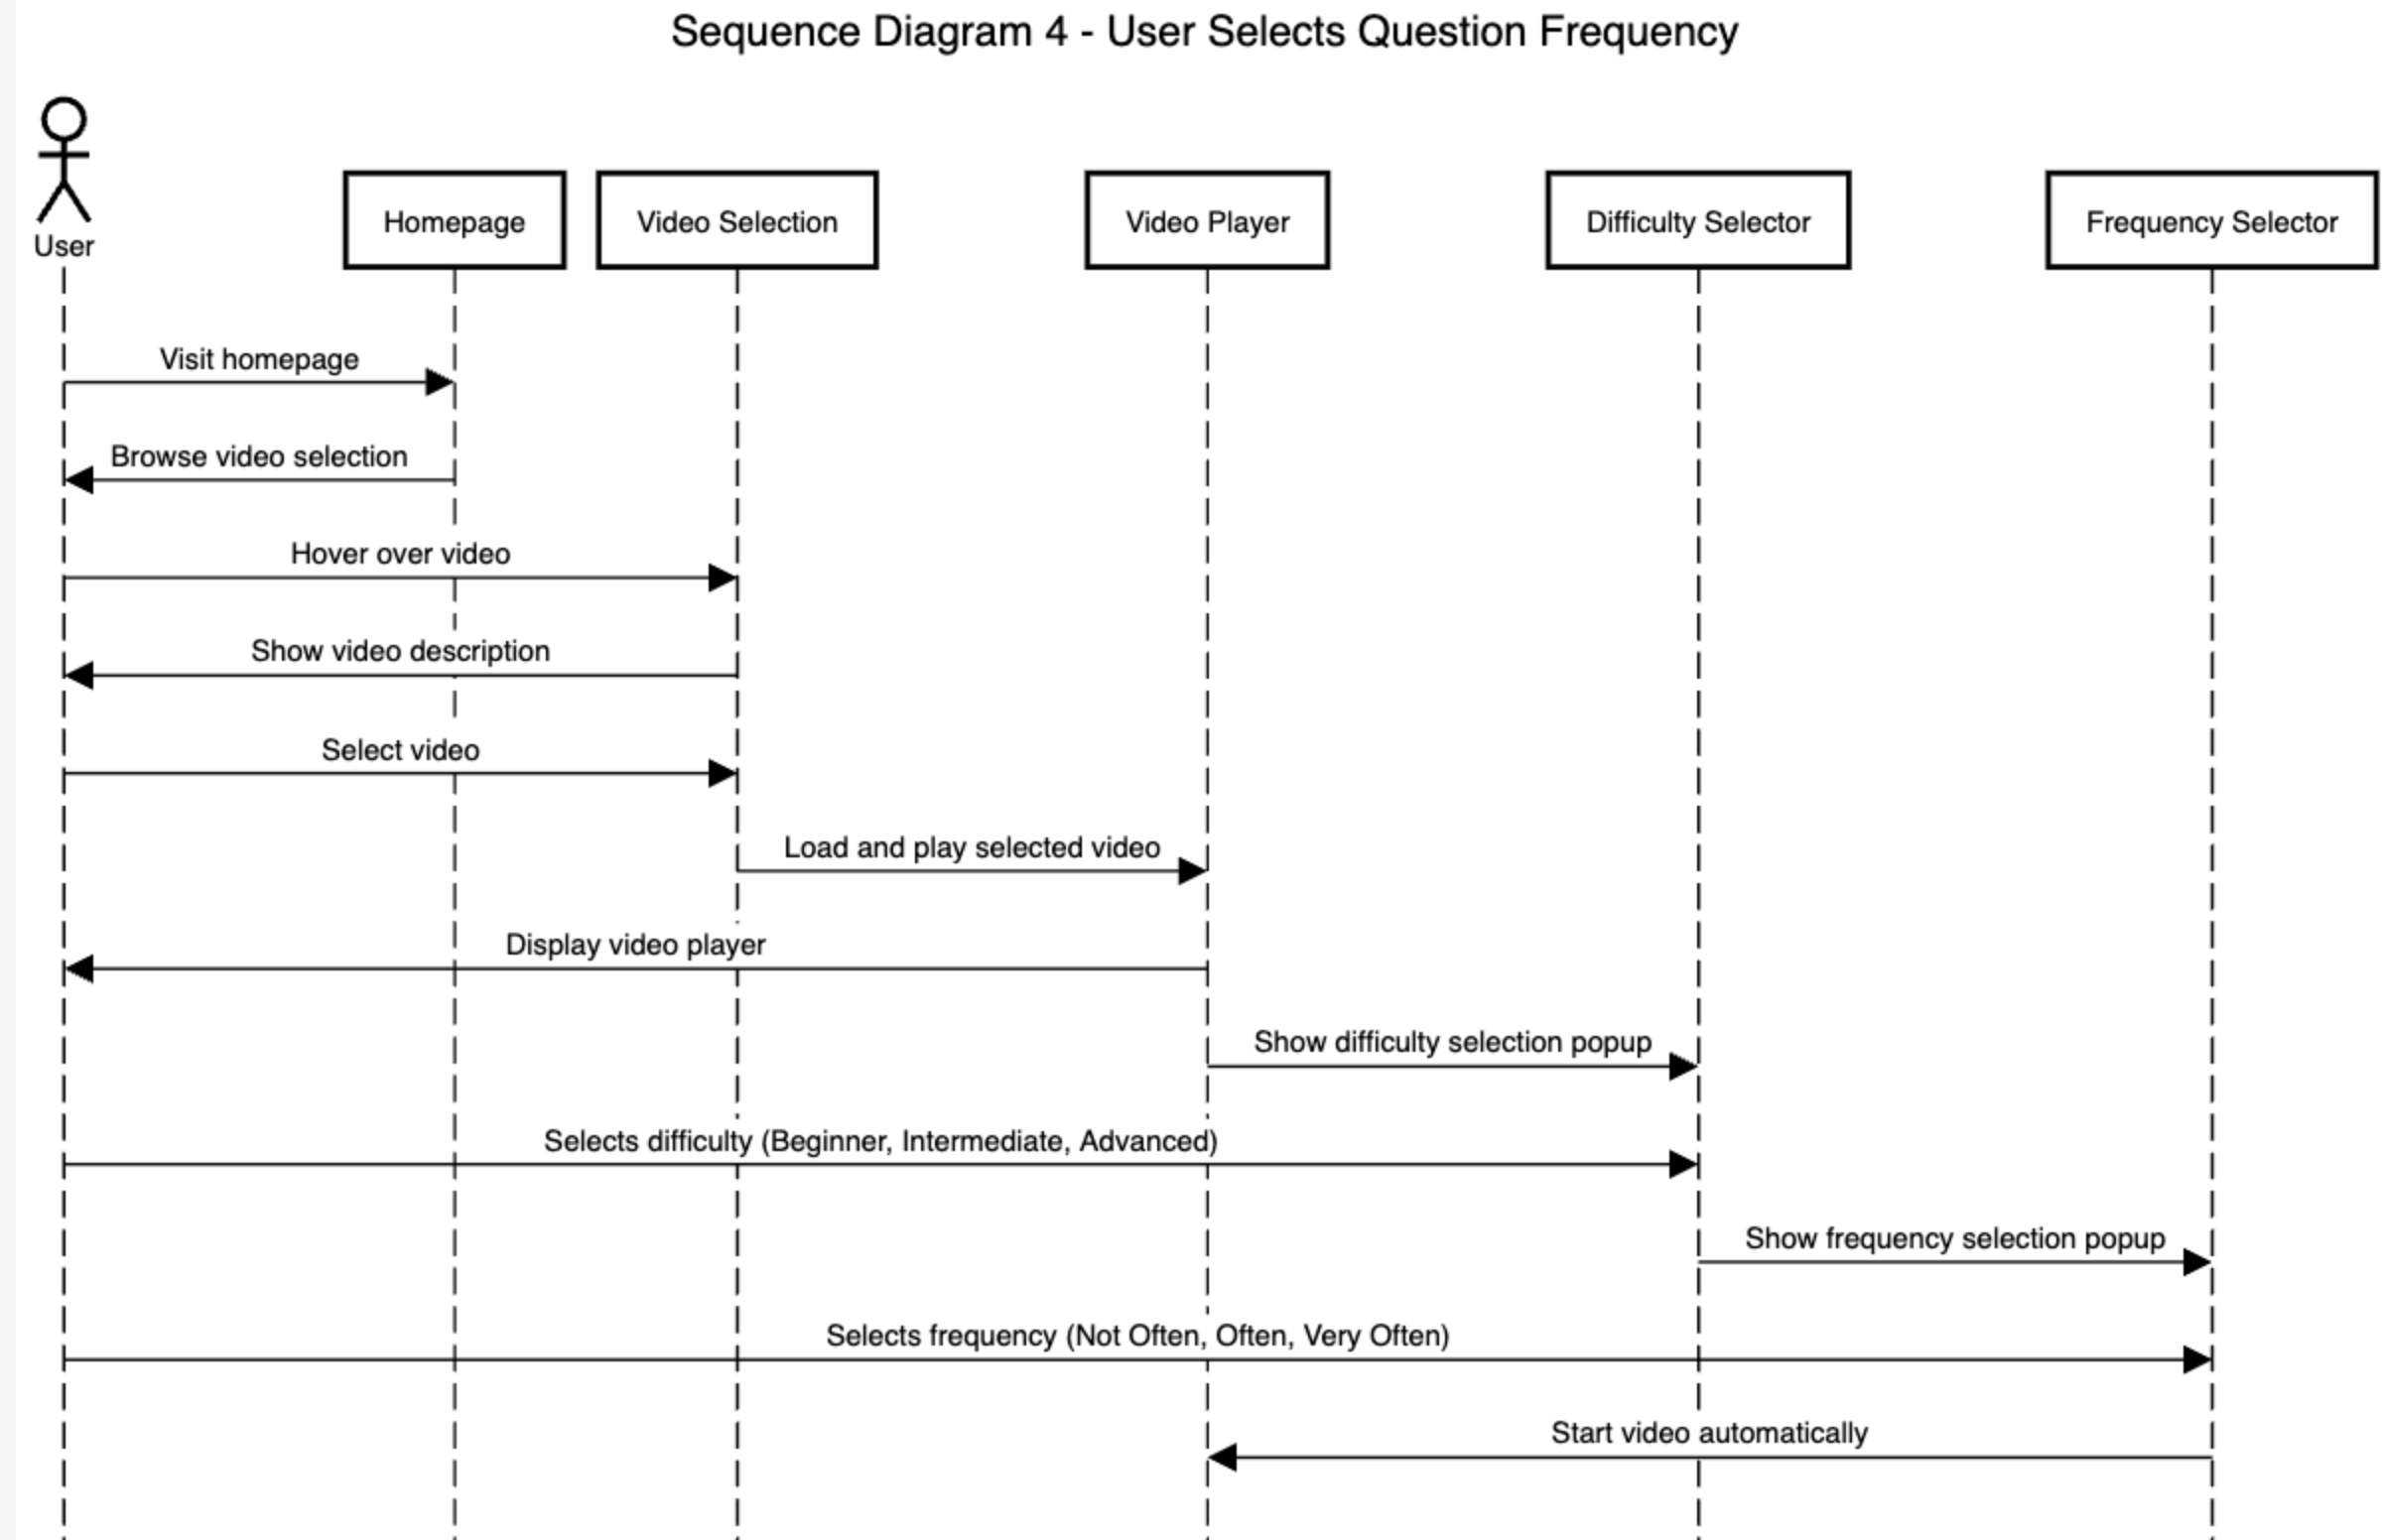 Sequence Diagram 4 - User Selects Question Frequency
User
Homepage
Video Selection
Video Player
Difficulty Selector
Frequency Selector
Visit homepage
Browse video selection
Hover over video
Show video description
Select video
Load and play selected video
Display video player
Show difficulty selection popup
Selects difficulty (Beginner, Intermediate, Advanced)
Show frequency selection popup
Selects frequency (Not Often, Often, Very Often)
Start video automatically